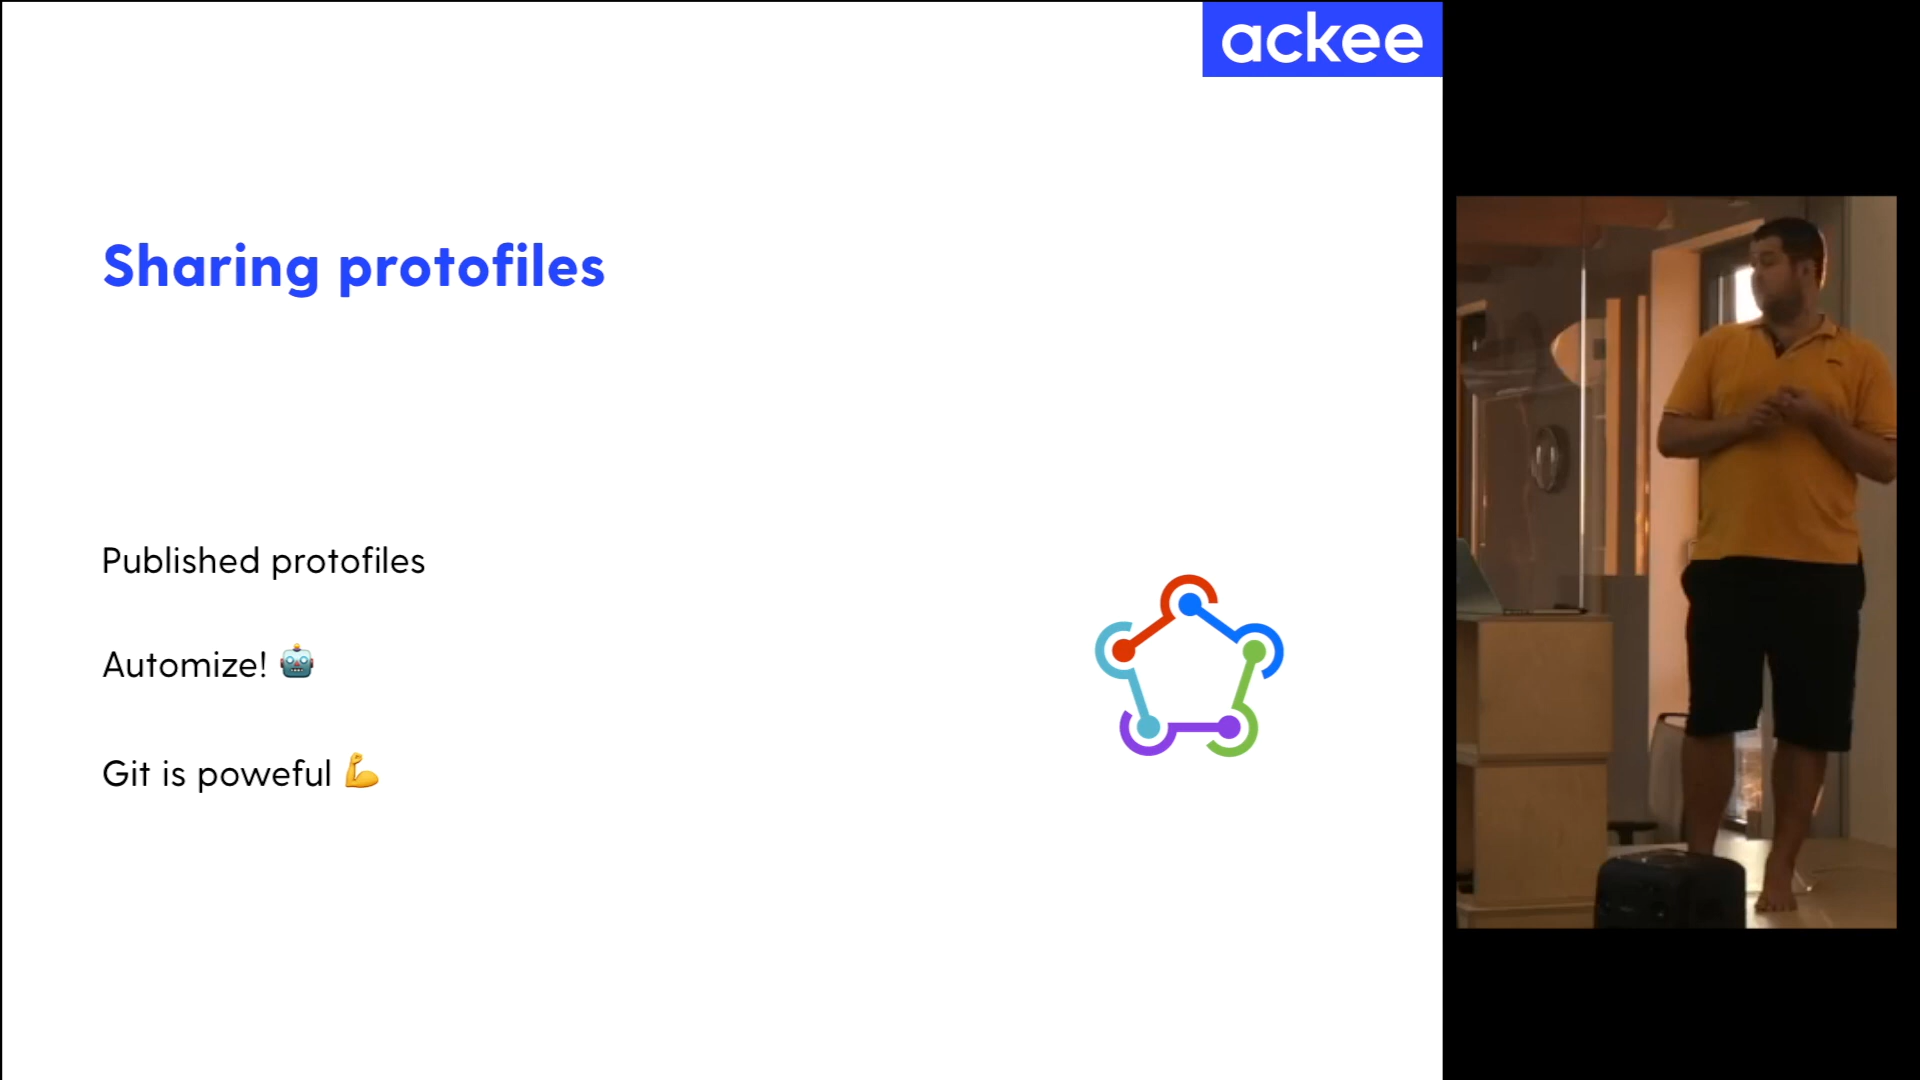 ackee
Sharing protofiles
Published protofiles
Automize! 🤖
Git is poweful 💪